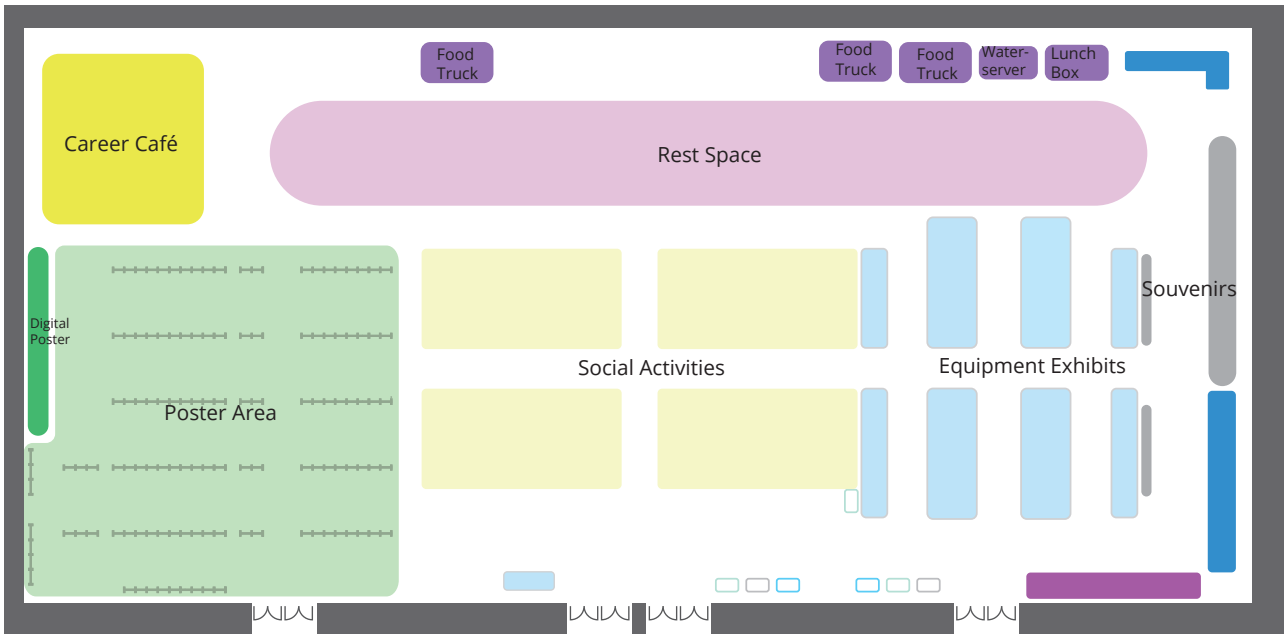 Food
Truck
Food
Truck
Food
Truck
Water-
server
Lunch
Box
Career Café
Rest Space
Digital
Poster
Souvenirs
Social Activities
Equipment Exhibits
Poster Area